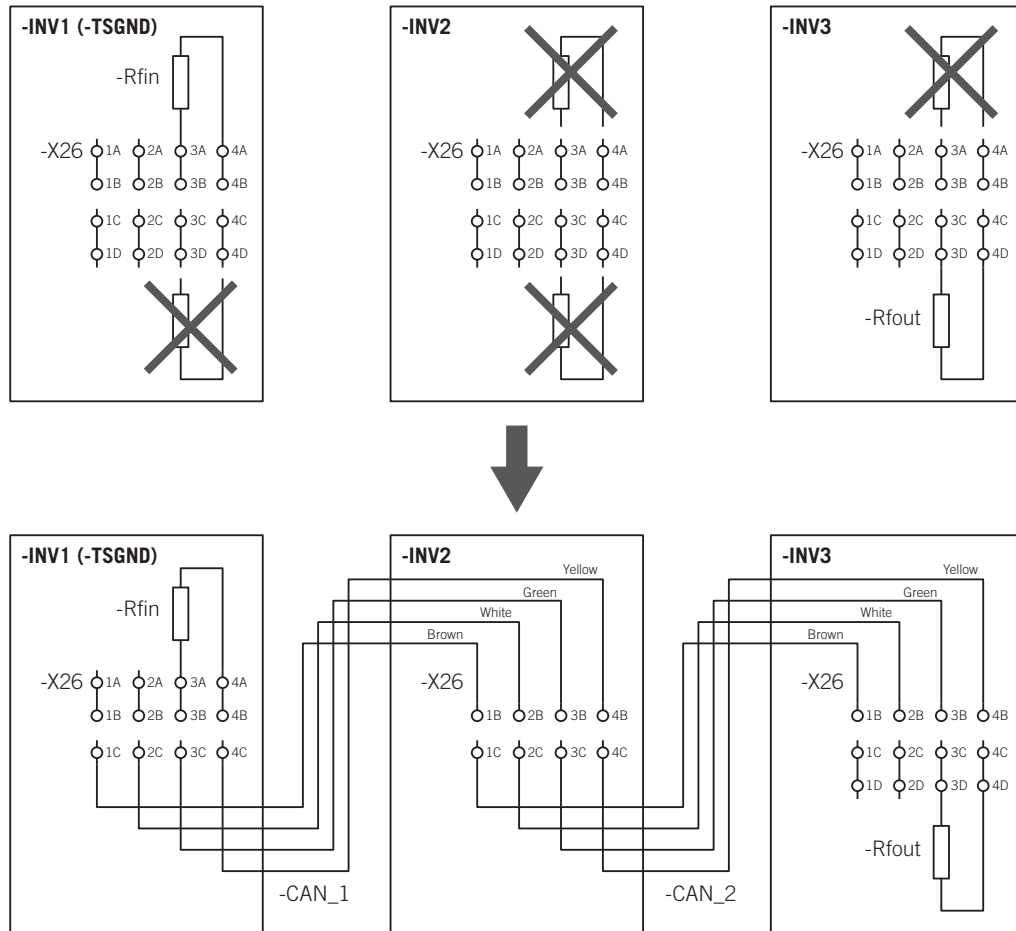 -INV1 (-TSGND)
-Rfin
-X26 1A 2A 3A 4A
1B 2B 3B 4B
1C 2C 3C 4C
1D 2D 3D 4D
-INV2
-X26 1A 2A 3A 4A
1B 2B 3B 4B
1C 2C 3C 4C
1D 2D 3D 4D
-INV3
-X26 1A 2A 3A 4A
1B 2B 3B 4B
1C 2C 3C 4C
1D 2D 3D 4D
-Rfout
-INV1 (-TSGND)
-Rfin
-X26 1A 2A 3A 4A
1B 2B 3B 4B
1C 2C 3C 4C
-CAN_1
-INV2
Yellow
Green
White
Brown
-X26
1B 2B 3B 4B
1C 2C 3C 4C
-CAN_2
-INV3
Yellow
Green
White
Brown
-X26
1B 2B 3B 4B
1C 2C 3C 4C
1D 2D 3D 4D
-Rfout